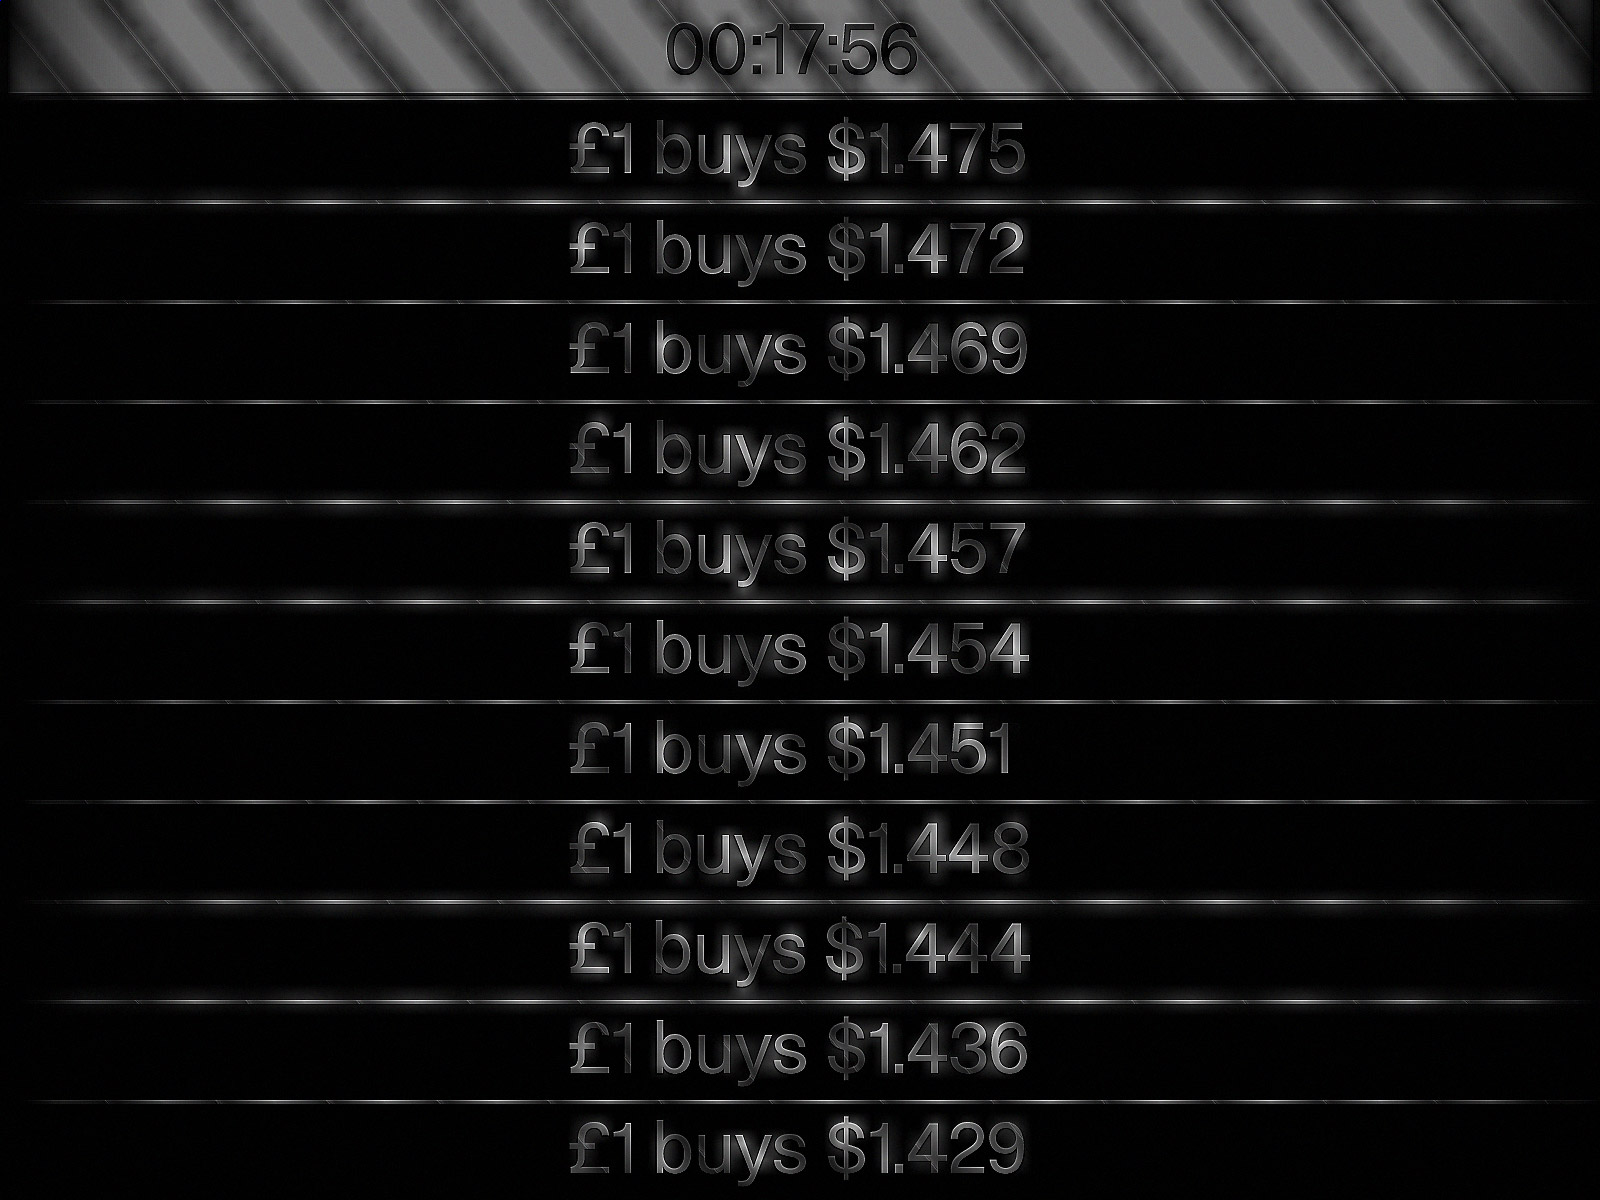 00:17:56
£1 buys $1.475
£1 buys $1.472
£1 buys $1.469
£1 buys $1.462
£1 buys $1.457
£1 buys $1.454
£1 buys $1.451
£1 buys $1.448
£1 buys $1.444
£1 buys $1.436
£1 buys $1.429